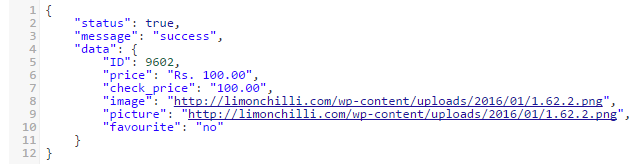 1 {
2     "status": true,
3     "message": "success",
4     "data": {
5         "ID": 9602,
6         "price": "Rs. 100.00",
7         "check_price": "100.00",
8         "image": "http://limonchilli.com/wp-content/uploads/2016/01/1.62.2.png",
9         "picture": "http://limonchilli.com/wp-content/uploads/2016/01/1.62.2.png",
10         "favourite": "no"
11     }
12 }